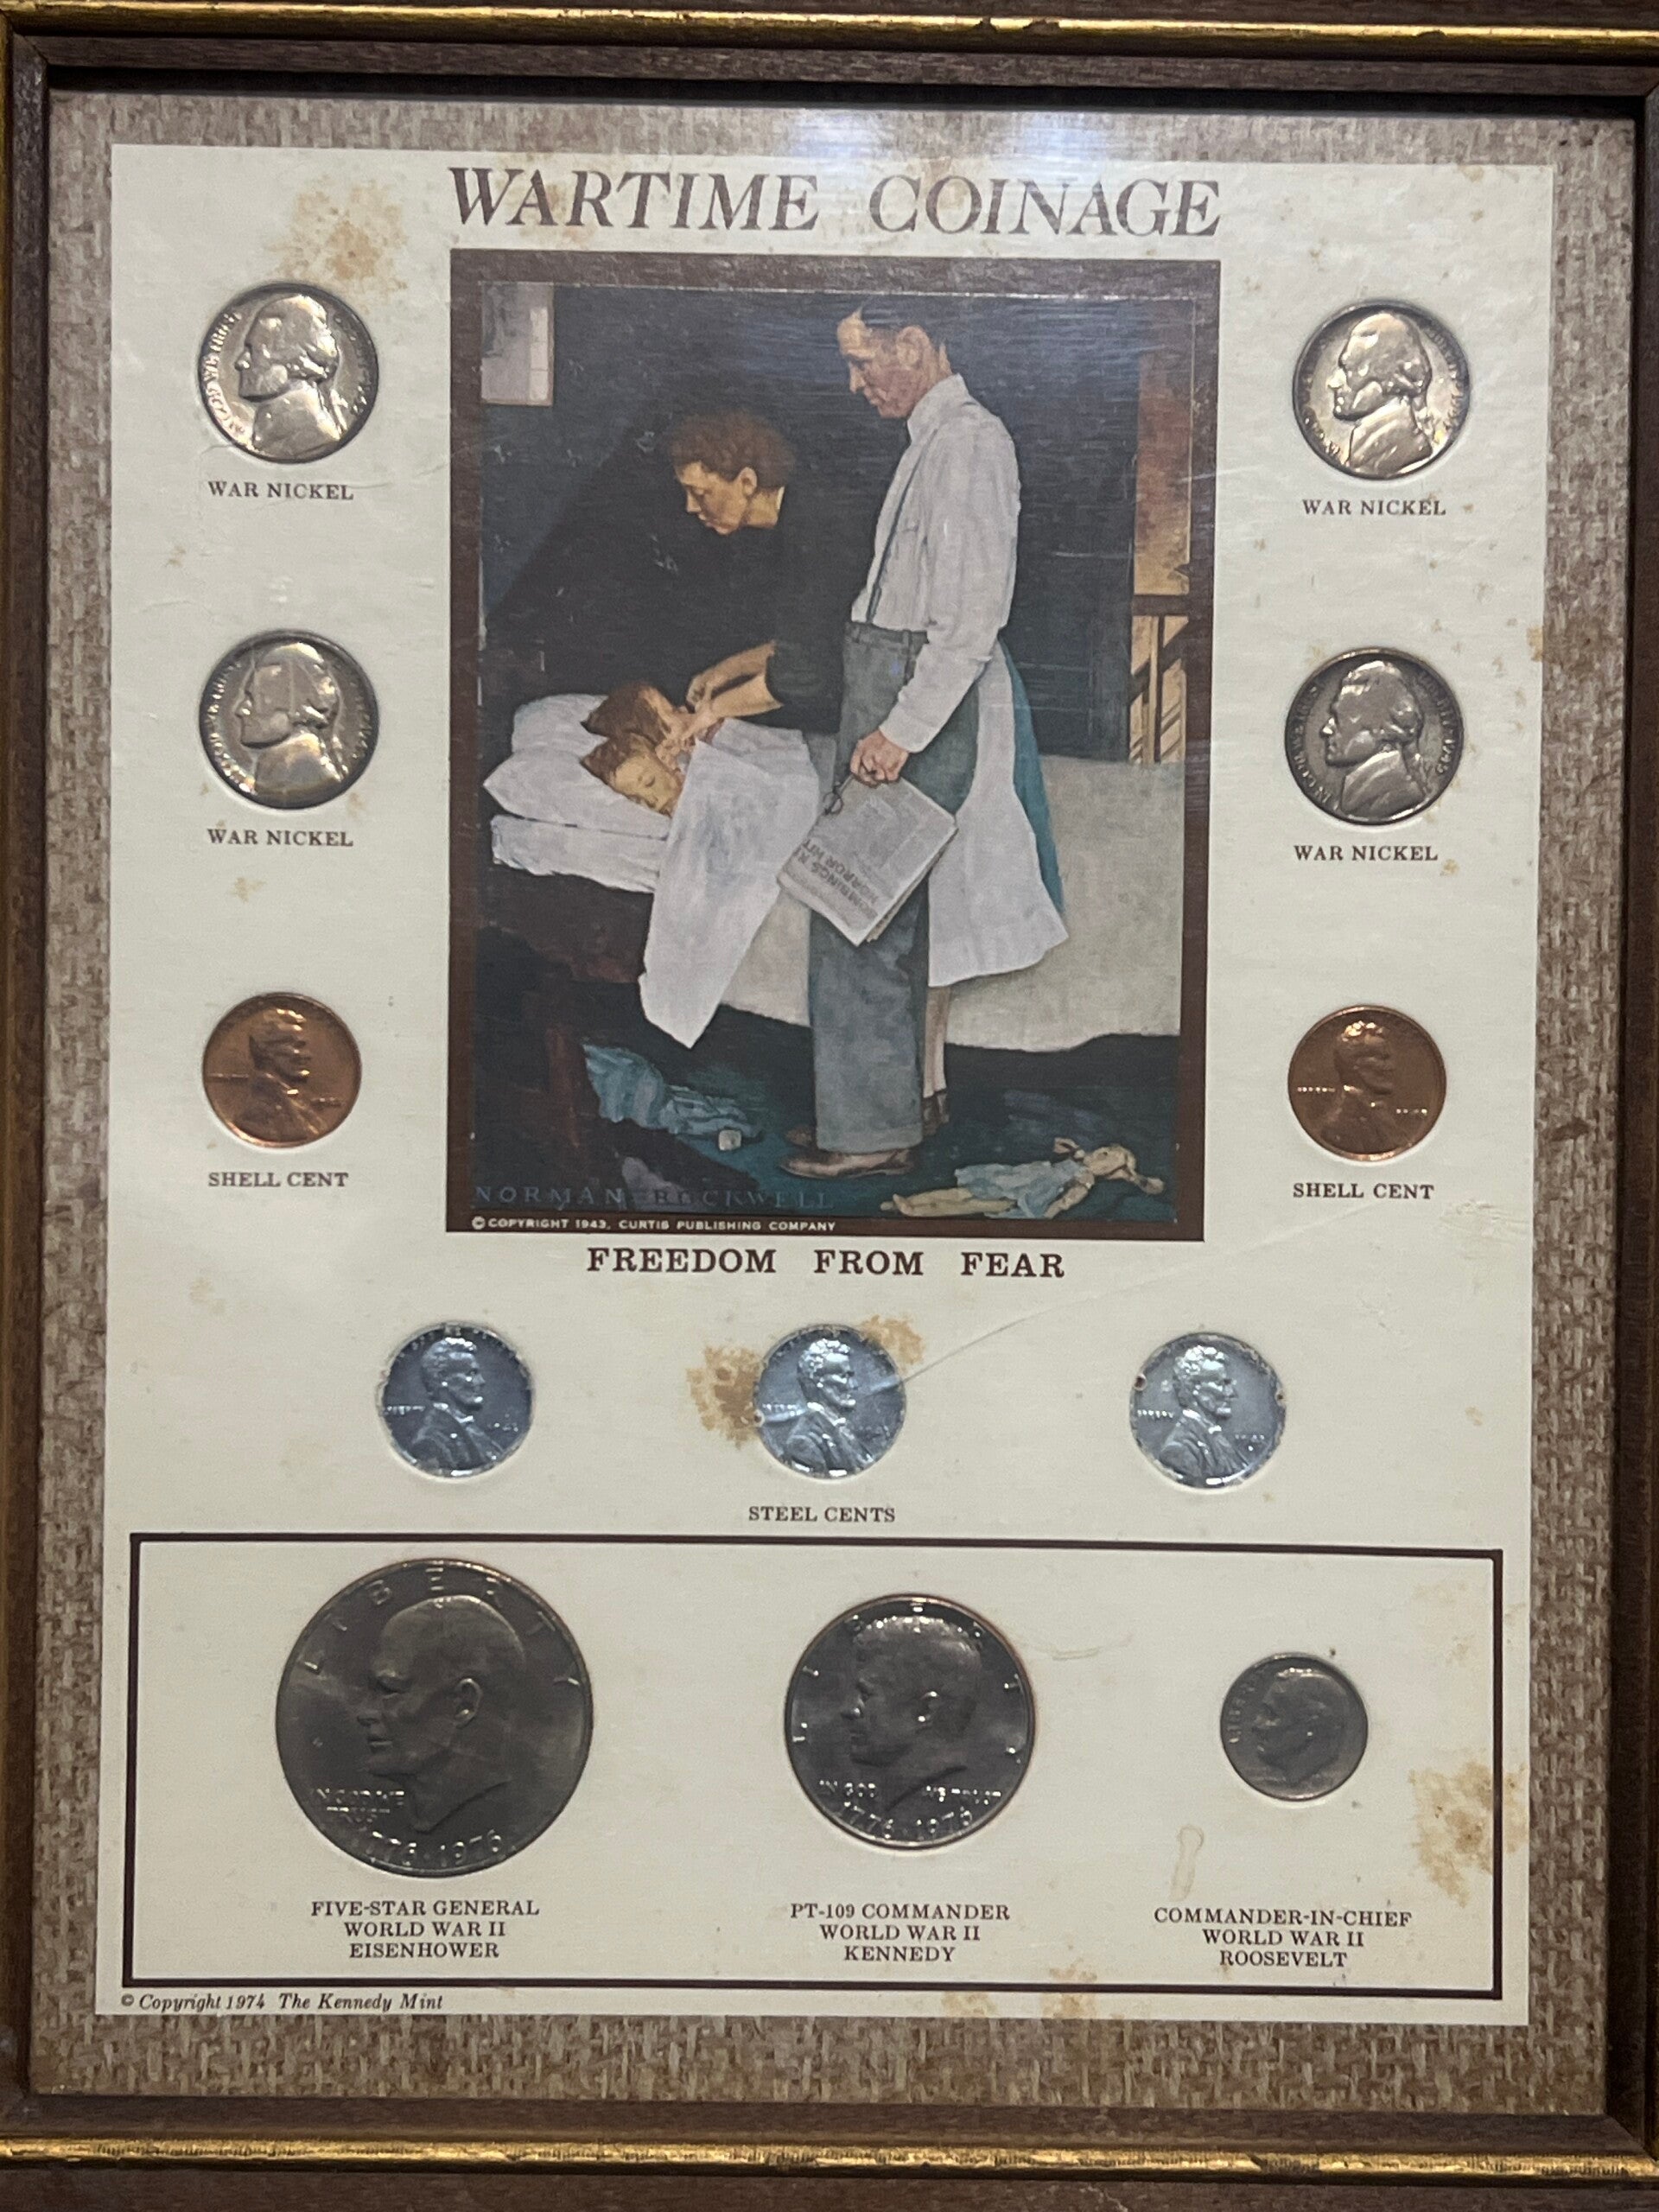 WARTIME COINAGE
WAR NICKEL
WAR NICKEL
WAR NICKEL
WAR NICKEL
SHELL CENT
SHELL CENT
NORMAN ROCKWELL
© COPYRIGHT 1943, CURTIS PUBLISHING COMPANY
FREEDOM FROM FEAR
STEEL CENTS
LIBERTY
IN GOD WE
TRUST
1776·1976
IN GOD WE TRUST
1776·1976
FIVE-STAR GENERAL
WORLD WAR II
EISENHOWER
PT-109 COMMANDER
WORLD WAR II
KENNEDY
COMMANDER-IN-CHIEF
WORLD WAR II
ROOSEVELT
© Copyright 1974 The Kennedy Mint